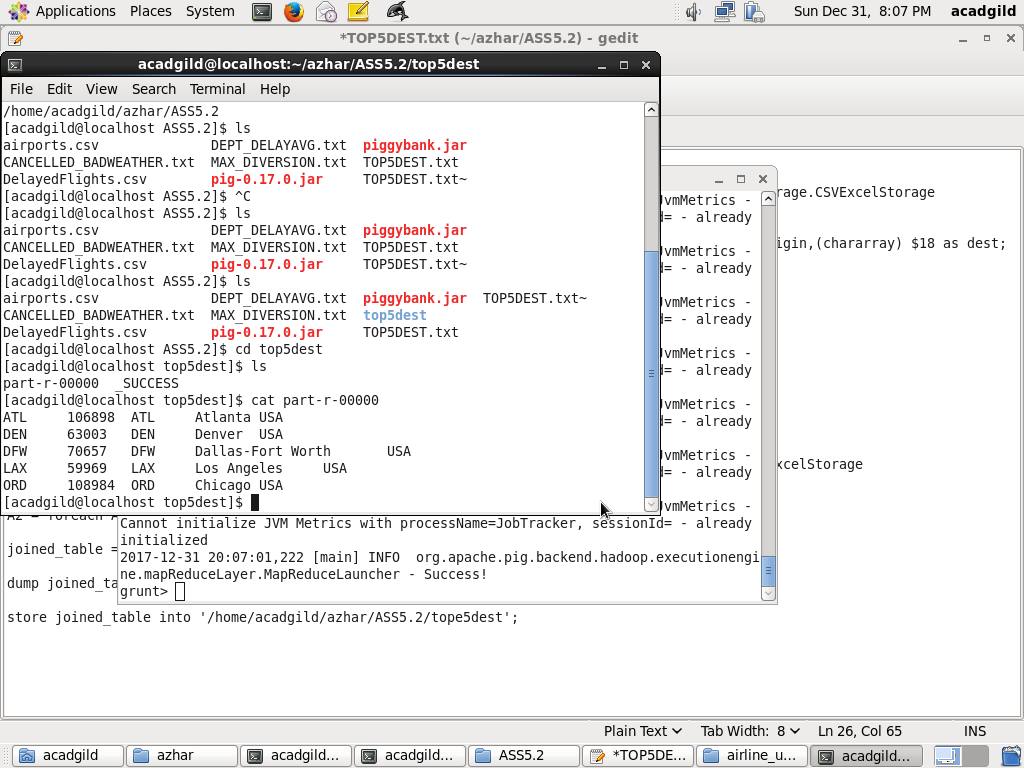 Applications Places System Sun Dec 31, 8:07 PM acadgild
*TOP5DEST.txt (~/azhar/ASS5.2) - gedit
acadgild@localhost:~/azhar/ASS5.2/top5dest
File Edit View Search Terminal Help
/home/acadgild/azhar/ASS5.2
[acadgild@localhost ASS5.2]$ ls
airports.csv DEPT_DELAYAVG.txt piggybank.jar
CANCELLED_BADWEATHER.txt MAX_DIVERSION.txt TOP5DEST.txt
DelayedFlights.csv pig-0.17.0.jar TOP5DEST.txt~
[acadgild@localhost ASS5.2]$ ^C
[acadgild@localhost ASS5.2]$ ls
airports.csv DEPT_DELAYAVG.txt piggybank.jar
CANCELLED_BADWEATHER.txt MAX_DIVERSION.txt TOP5DEST.txt
DelayedFlights.csv pig-0.17.0.jar TOP5DEST.txt~
[acadgild@localhost ASS5.2]$ ls
airports.csv DEPT_DELAYAVG.txt piggybank.jar TOP5DEST.txt~
CANCELLED_BADWEATHER.txt MAX_DIVERSION.txt top5dest
DelayedFlights.csv pig-0.17.0.jar TOP5DEST.txt
[acadgild@localhost ASS5.2]$ cd top5dest
[acadgild@localhost top5dest]$ ls
part-r-00000 _SUCCESS
[acadgild@localhost top5dest]$ cat part-r-00000
ATL 106898 ATL Atlanta USA
DEN 63003 DEN Denver USA
DFW 70657 DFW Dallas-Fort Worth USA
LAX 59969 LAX Los Angeles USA
ORD 108984 ORD Chicago USA
[acadgild@localhost top5dest]$
rage.CSVExcelStorage
igin,(chararray) $18 as dest;
xcelStorage
JvmMetrics -
d= - already
JvmMetrics -
d= - already
JvmMetrics -
d= - already
JvmMetrics -
d= - already
JvmMetrics -
d= - already
JvmMetrics -
d= - already
JvmMetrics -
Cannot initialize JVM Metrics with processName=JobTracker, sessionId= - already
initialized
2017-12-31 20:07:01,222 [main] INFO org.apache.pig.backend.hadoop.executionengi
ne.mapReduceLayer.MapReduceLauncher - Success!
grunt>
A2 = foreach A
joined_table =
dump joined_ta
store joined_table into '/home/acadgild/azhar/ASS5.2/tope5dest';
Plain Text Tab Width: 8 Ln 26, Col 65 INS
acadgild azhar acadgild... acadgild... ASS5.2 *TOP5DE... airline_u... acadgild...